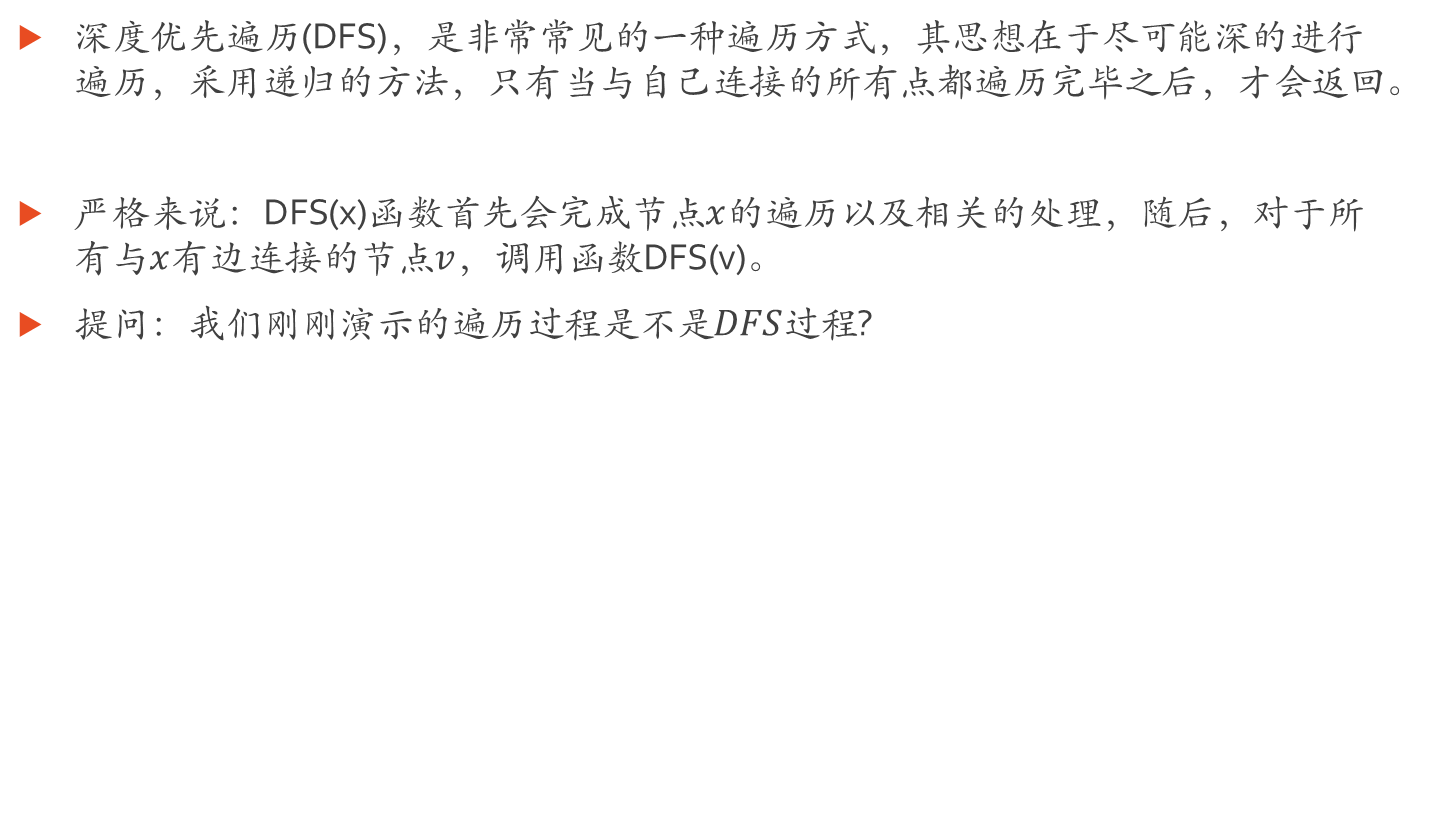 深度优先遍历(DFS)，是非常常见的一种遍历方式，其思想在于尽可能深的进行
遍历，采用递归的方法，只有当与自己连接的所有点都遍历完毕之后，才会返回。
严格来说：DFS(x)函数首先会完成节点x的遍历以及相关的处理，随后，对于所
有与x有边连接的节点v，调用函数DFS(v)。
提问：我们刚刚演示的遍历过程是不是DFS过程?